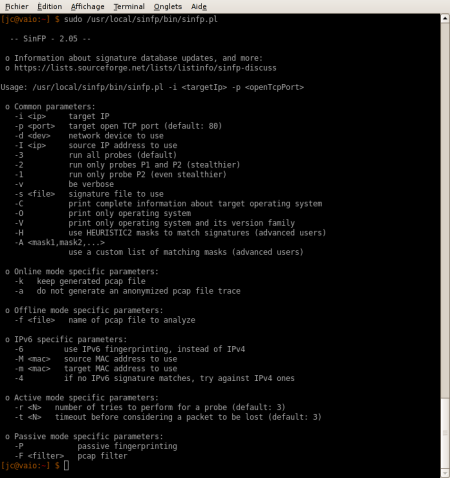 Fichier Édition Affichage Terminal Onglets Aide
[jc@vaio:~] $ sudo /usr/local/sinfp/bin/sinfp.pl
-- SinFP - 2.05 --
o Information about signature database updates, and more:
o https://lists.sourceforge.net/lists/listinfo/sinfp-discuss
Usage: /usr/local/sinfp/bin/sinfp.pl -i <targetIp> -p <openTcpPort>
o Common parameters:
-i <ip> target IP
-p <port> target open TCP port (default: 80)
-d <dev> network device to use
-I <ip> source IP address to use
-3 run all probes (default)
-2 run only probes P1 and P2 (stealthier)
-1 run only probe P2 (even stealthier)
-v be verbose
-s <file> signature file to use
-C print complete information about target operating system
-O print only operating system
-V print only operating system and its version family
-H use HEURISTIC2 masks to match signatures (advanced users)
-A <mask1,mask2,...>
use a custom list of matching masks (advanced users)
o Online mode specific parameters:
-k keep generated pcap file
-a do not generate an anonymized pcap file trace
o Offline mode specific parameters:
-f <file> name of pcap file to analyze
o IPv6 specific parameters:
-6 use IPv6 fingerprinting, instead of IPv4
-M <mac> source MAC address to use
-m <mac> target MAC address to use
-4 if no IPv6 signature matches, try against IPv4 ones
o Active mode specific parameters:
-r <N> number of tries to perform for a probe (default: 3)
-t <N> timeout before considering a packet to be lost (default: 3)
o Passive mode specific parameters:
-P passive fingerprinting
-F <filter> pcap filter
[jc@vaio:~] $